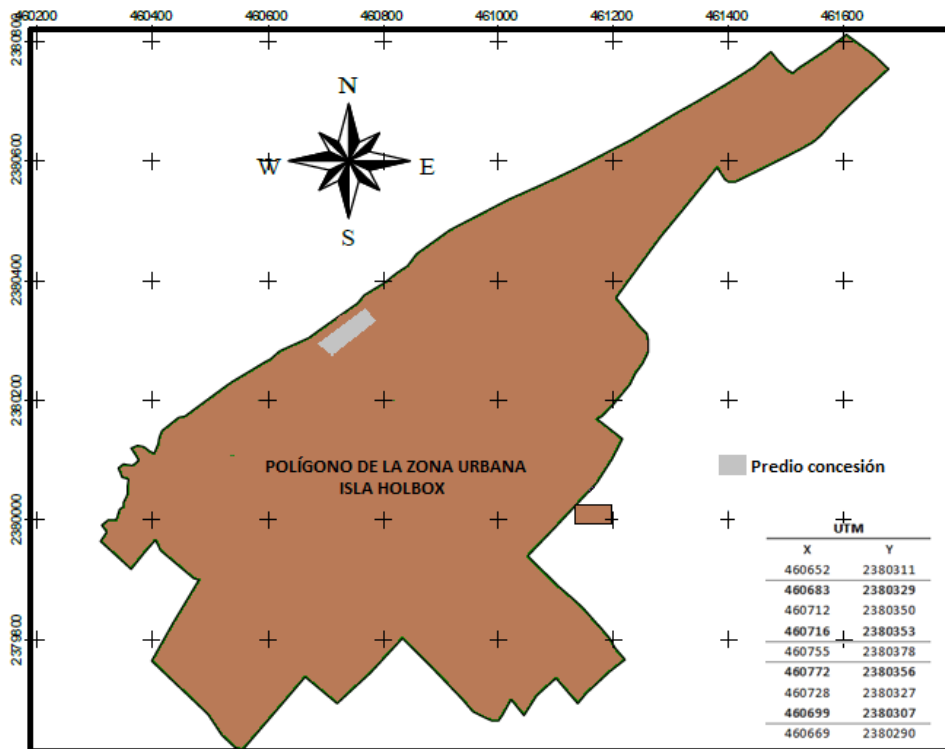 460200 460400 460600 460800 461000 461200 461400 461600
2380800
2380600
2380400
2380200
2380000
2379800
N
W E
S
POLÍGONO DE LA ZONA URBANA
ISLA HOLBOX
Predio concesión
UTM
X Y
460652 2380311
460683 2380329
460712 2380350
460716 2380353
460755 2380378
460772 2380356
460728 2380327
460699 2380307
460669 2380290